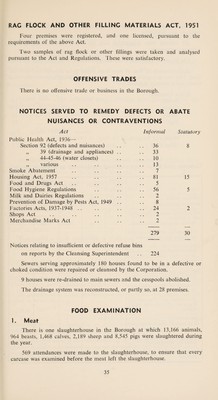 RAG FLOCK AND OTHER FILLING MATERIALS ACT, 1951
Four premises were registered, and one licensed, pursuant to the
requirements of the above Act.
Two samples of rag flock or other fillings were taken and analysed
pursuant to the Act and Regulations. These were satisfactory.
OFFENSIVE TRADES
There is no offensive trade or business in the Borough.
NOTICES SERVED TO REMEDY DEFECTS OR ABATE
NUISANCES OR CONTRAVENTIONS
Act Informal Statutory
Public Health Act, 1936—
Section 92 (defects and nuisances) .. 36 8
„ 39 (drainage and appliances) .. 33
„ 44-45-46 (water closets) .. 10
„ various .. .. .. 13
Smoke Abatement .. .. .. 7
Housing Act, 1957 .. .. .. 81 15
Food and Drugs Act .. .. .. 5
Food Hygiene Regulations .. .. 56 5
Milk and Dairies Regulations .. .. 2
Prevention of Damage by Pests Act, 1949 .. 8
Factories Acts, 1937-1948 .. .. .. 24 2
Shops Act .. .. .. .. 2
Merchandise Marks Act .. .. 2
279 30
Notices relating to insufficient or defective refuse bins
on reports by the Cleansing Superintendent .. 224
Sewers serving approximately 180 houses found to be in a defective or
choked condition were repaired or cleansed by the Corporation.
9 houses were re-drained to main sewers and the cesspools abolished.
The drainage system was reconstructed, or partly so, at 20 premises.
FOOD EXAMINATION
1. Meat
There is one slaughterhouse in the Borough at which 13,166 animals,
964 beasts, 1,468 calves, 2,189 sheep and 8,545 pigs were slaughtered during
the year.
569 attendances were made to the slaughterhouse, to ensure that every
carcase was examined before the meat left the slaughterhouse.
35